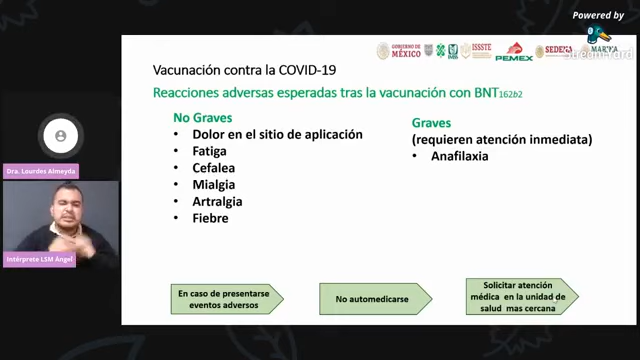 Powered by
StreamYard
GOBIERNO DE
MÉXICO
IMSS
ISSSTE
PEMEX
SEDENA
MARINA
Vacunación contra la COVID-19
Reacciones adversas esperadas tras la vacunación con BNT162b2
No Graves
• Dolor en el sitio de aplicación
• Fatiga
• Cefalea
• Mialgia
• Artralgia
• Fiebre
Graves
(requieren atención inmediata)
• Anafilaxia
Dra. Lourdes Almeyda
Intérprete LSM Ángel
En caso de presentarse
eventos adversos
No automedicarse
Solicitar atención
médica en la unidad de
salud mas cercana